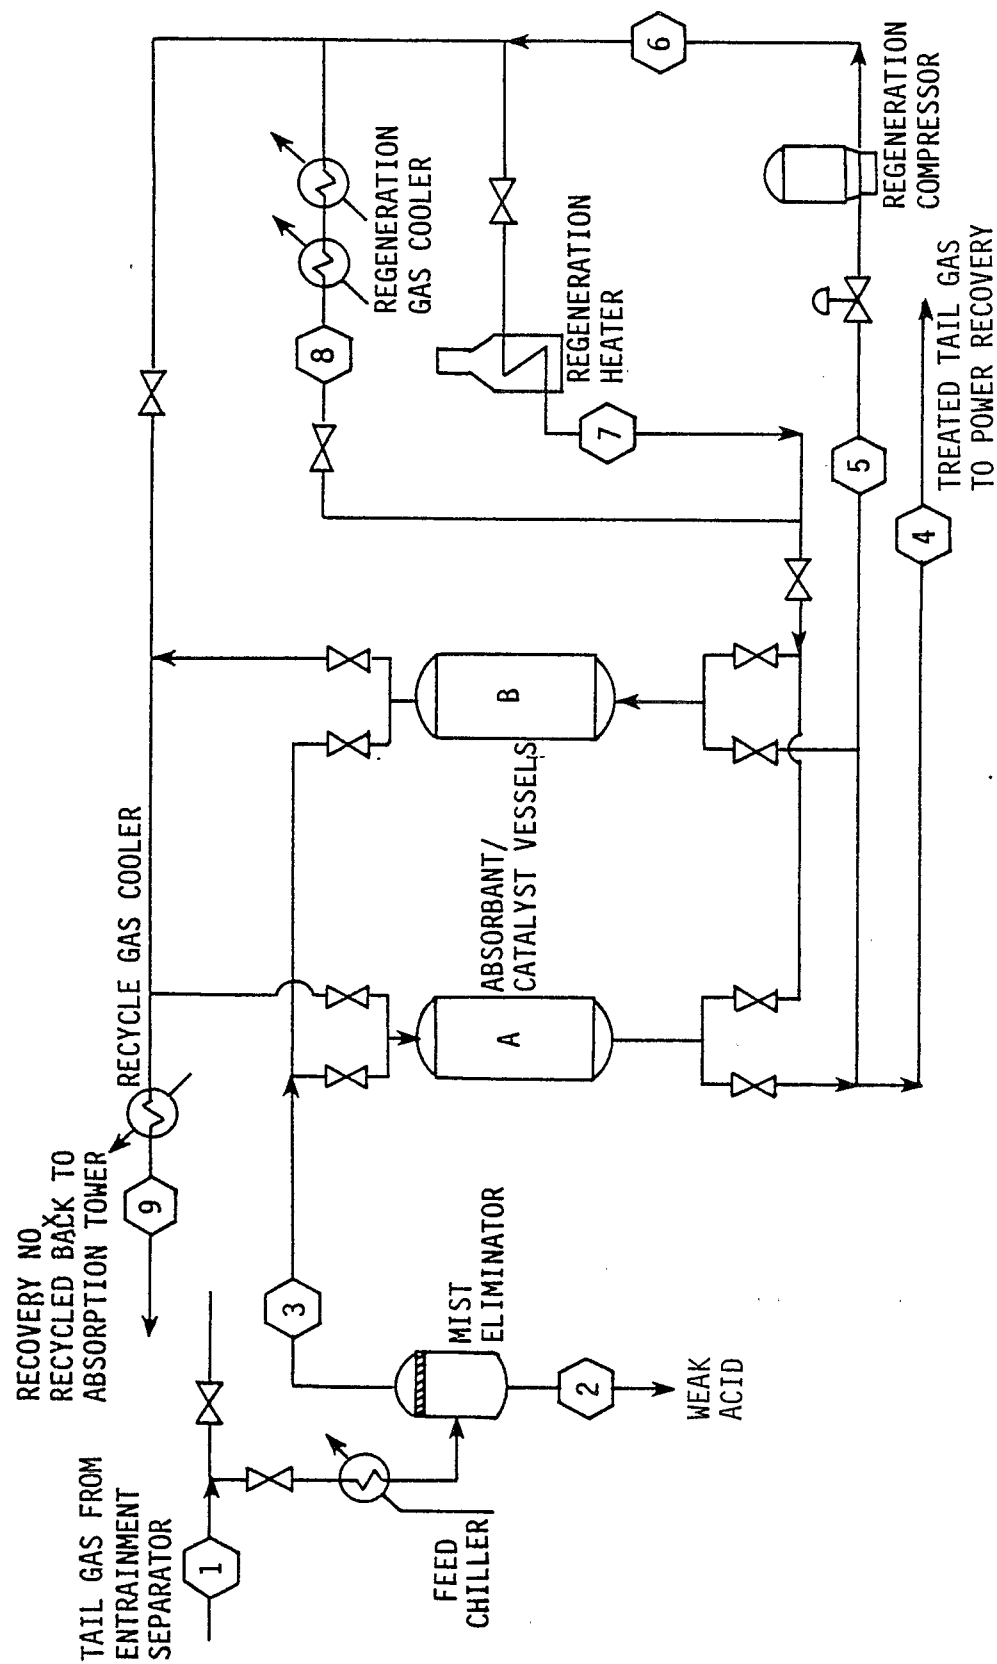 TAIL GAS FROM
ENTRAINMENT
SEPARATOR
1
FEED
CHILLER
RECOVERY NOX
RECYCLED BACK TO
ABSORPTION TOWER
9
RECYCLE GAS COOLER
3
MIST
ELIMINATOR
2
WEAK
ACID
A
ABSORBANT/
CATALYST VESSELS
B
8
REGENERATION
GAS COOLER
7
REGENERATION
HEATER
6
5
4
TREATED TAIL GAS
TO POWER RECOVERY
REGENERATION
COMPRESSOR